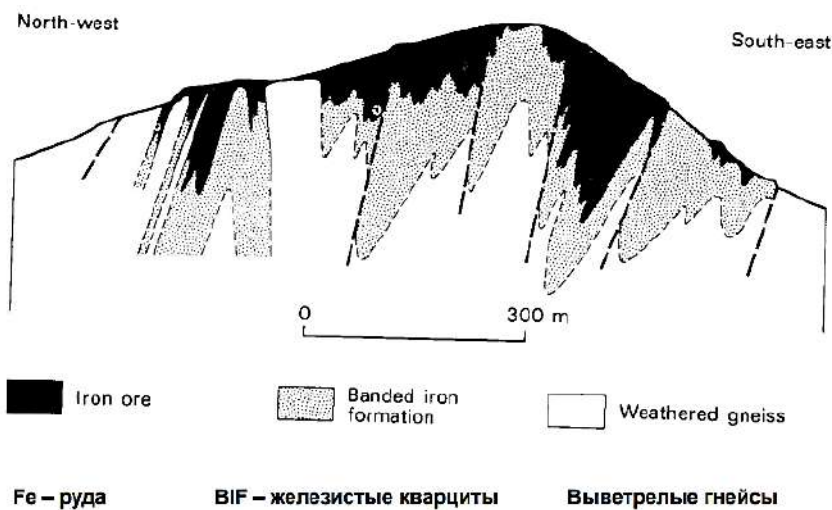 North-west
South-east
0 300 m
Iron ore
Banded iron
formation
Weathered gneiss
Fe – руда
BIF – железистые кварциты
Выветрелые гнейсы